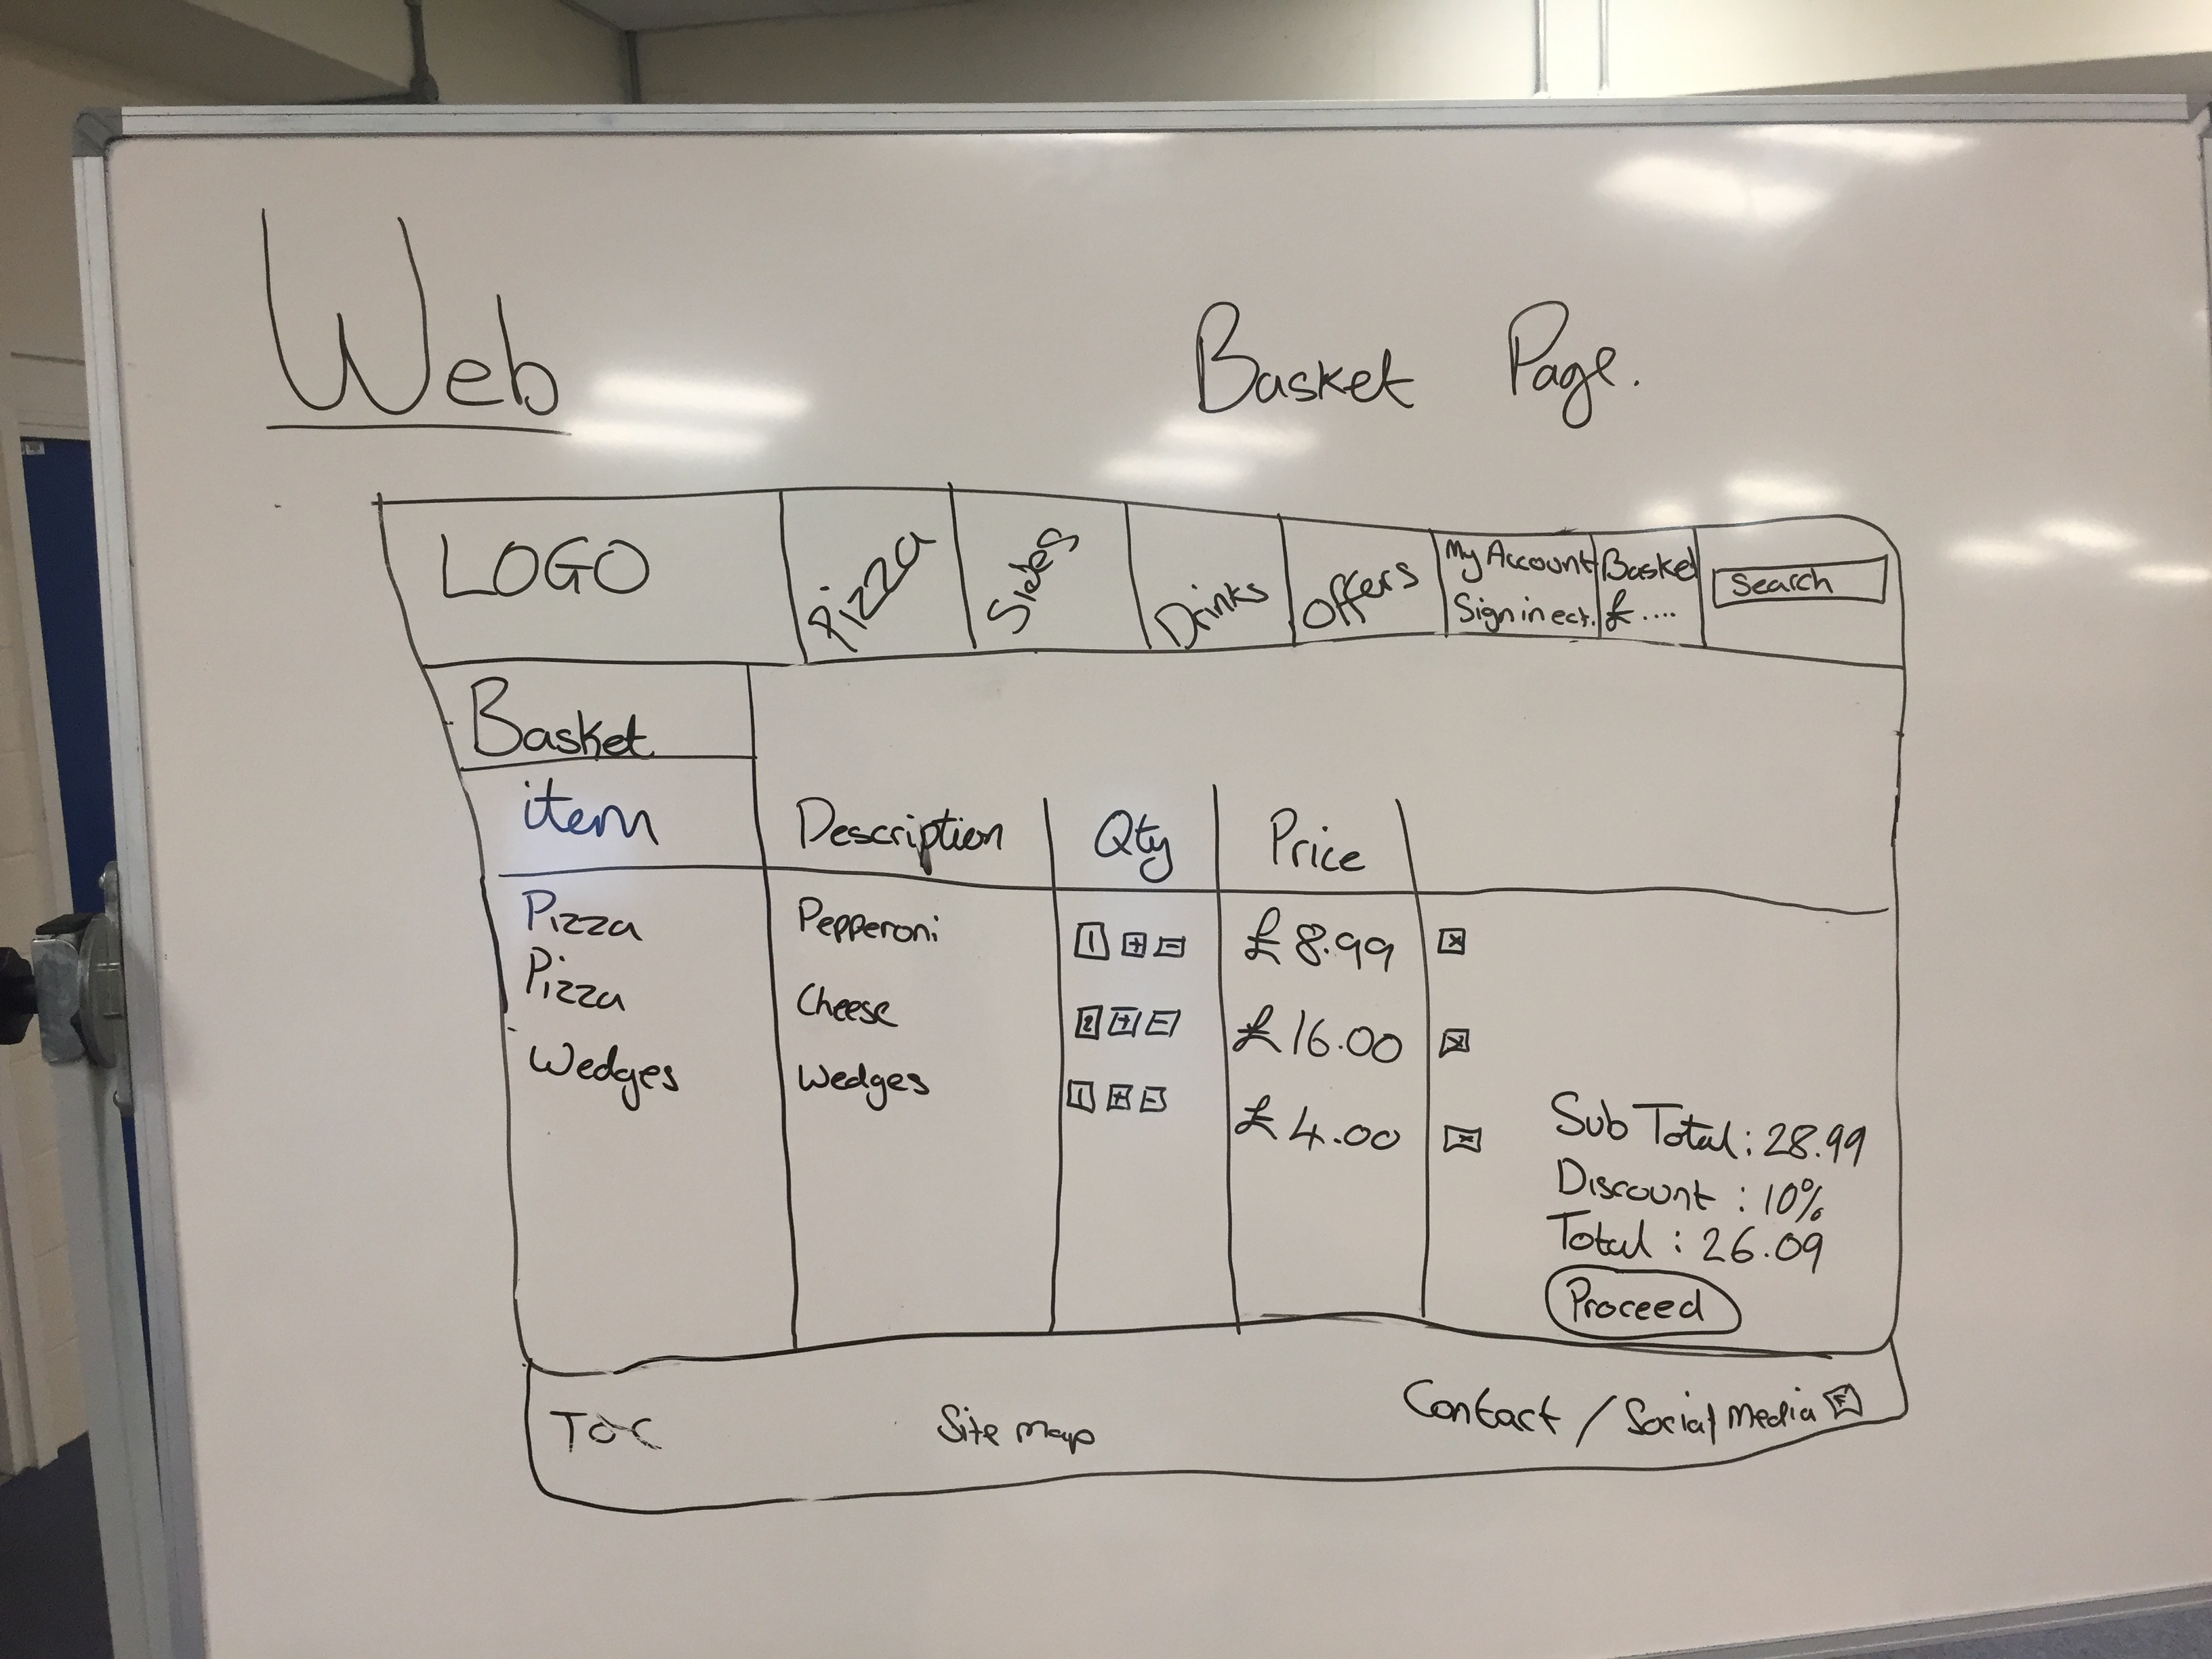 Web
Basket Page.
LOGO
Pizza
Sides
Drinks
Offers
My Account
Sign in ect.
Basket
£ ....
Search
Basket
item Description Qty Price
Pizza Pepperoni 1 + - £8.99 x
Pizza Cheese 2 + - £16.00 x
Wedges Wedges 1 + - £4.00 x
Sub Total: 28.99
Discount : 10%
Total : 26.09
Proceed
TOC Site Map Contact / Social Media F